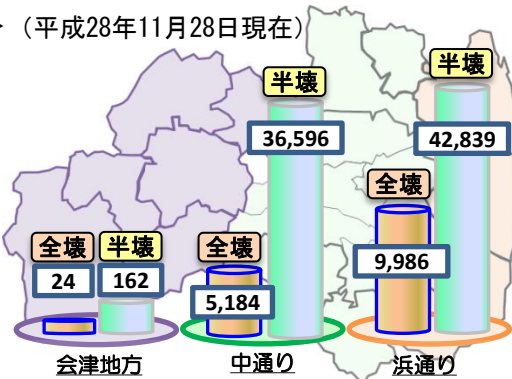 （平成28年11月28日現在）
半壊
42,839
半壊
36,596
全壊
9,986
全壊
5,184
全壊
24
半壊
162
会津地方
中通り
浜通り